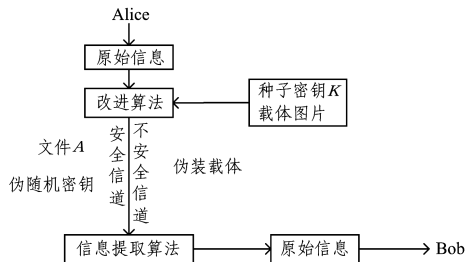 Alice
原始信息
改进算法
种子密钥K
载体图片
文件A
伪随机密钥
安全信道
不安全信道
伪装载体
信息提取算法
原始信息
Bob